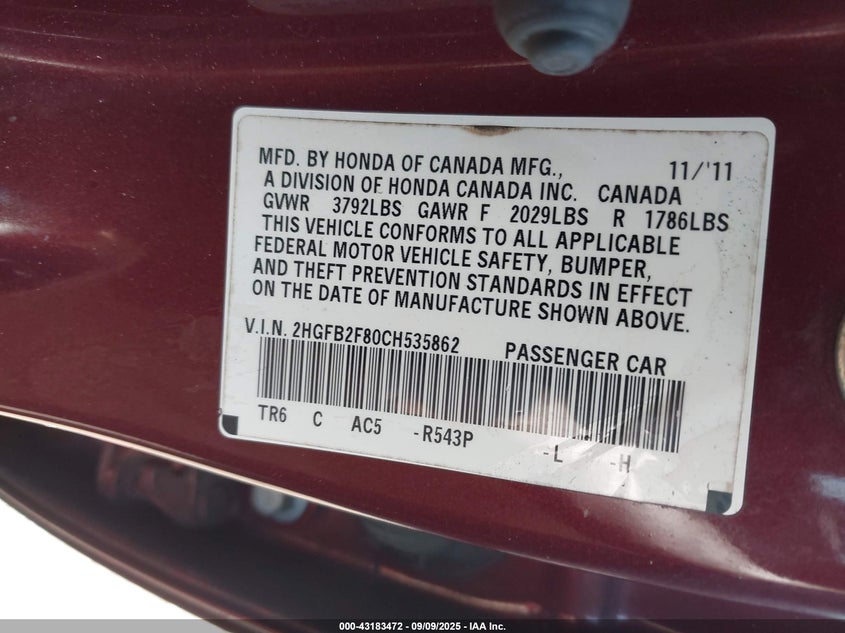 MFD. BY HONDA OF CANADA MFG., 11/'11
A DIVISION OF HONDA CANADA INC. CANADA
GVWR 3792LBS GAWR F 2029LBS R 1786LBS
THIS VEHICLE CONFORMS TO ALL APPLICABLE
FEDERAL MOTOR VEHICLE SAFETY, BUMPER,
AND THEFT PREVENTION STANDARDS IN EFFECT
ON THE DATE OF MANUFACTURE SHOWN ABOVE.
V.I.N. 2HGFB2F80CH535862 PASSENGER CAR
TR6 C AC5 -R543P -L -H
000-43183472 - 09/09/2025 - IAA Inc.